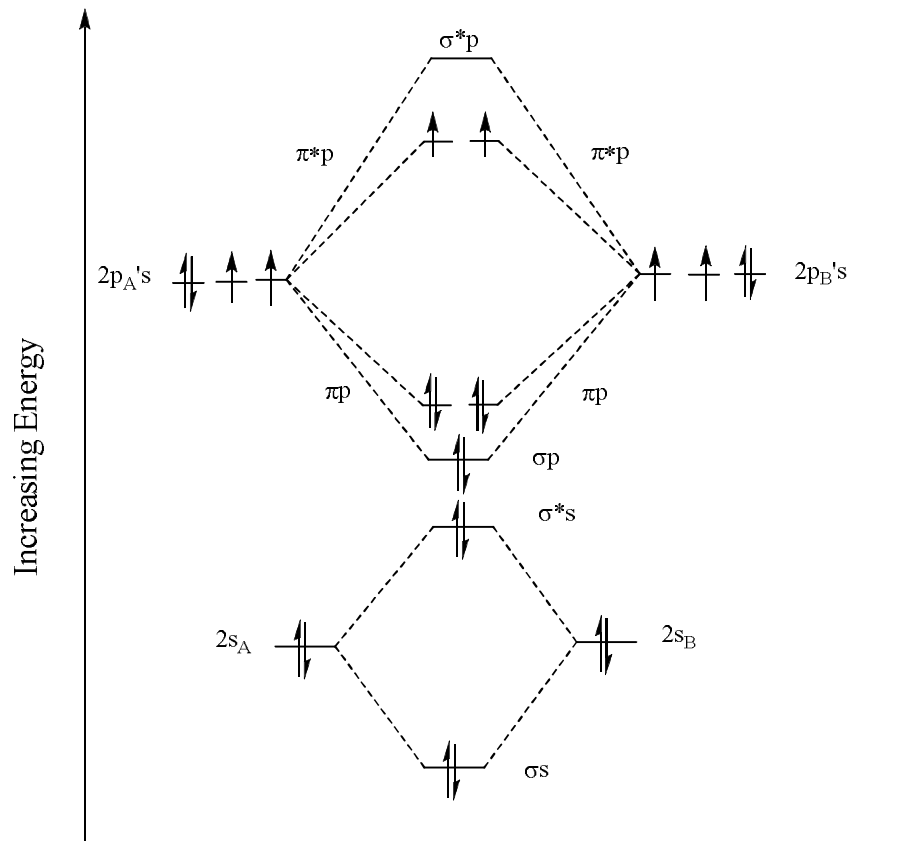 σ*p
π*p
π*p
2pA's
2pB's
πp
πp
σp
σ*s
2sA
2sB
σs
Increasing Energy